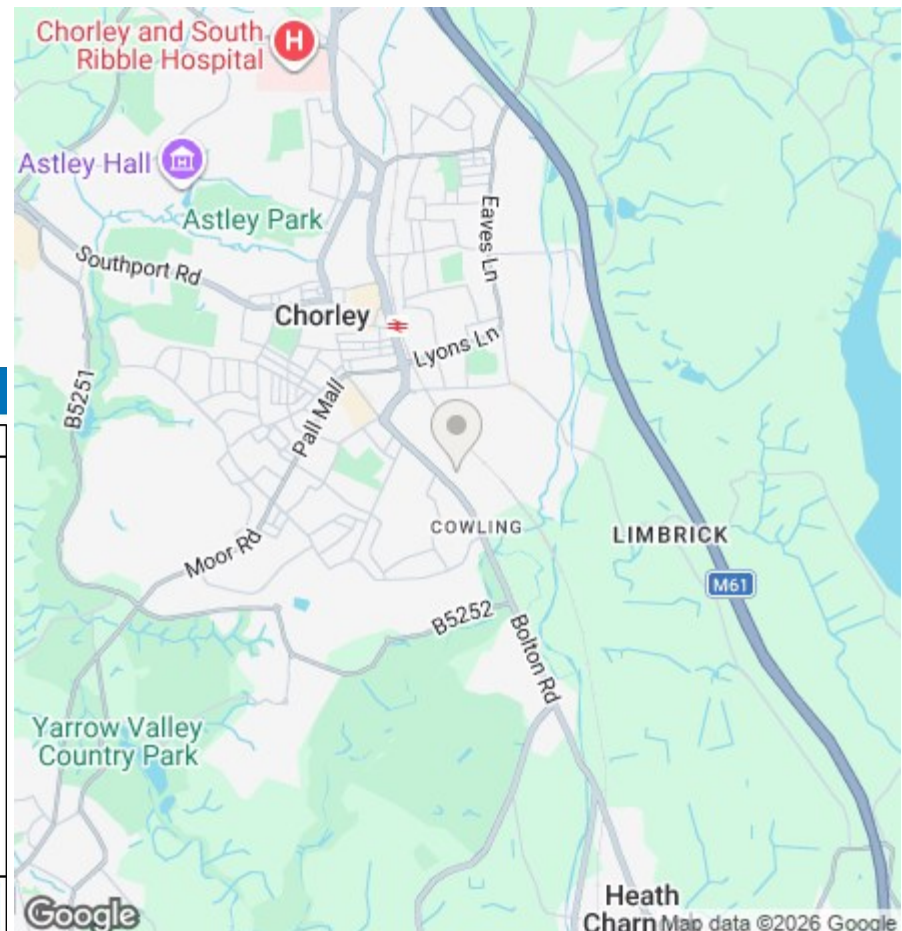 Chorley and South
Ribble Hospital
H
Astley Hall
Astley Park
Eaves Ln
Southport Rd
Chorley
Lyons Ln
B5251
Pall Mall
COWLING
LIMBRICK
Moor Rd
M61
B5252
Bolton Rd
Yarrow Valley
Country Park
Heath
Charn
Google
Map data ©2026 Google